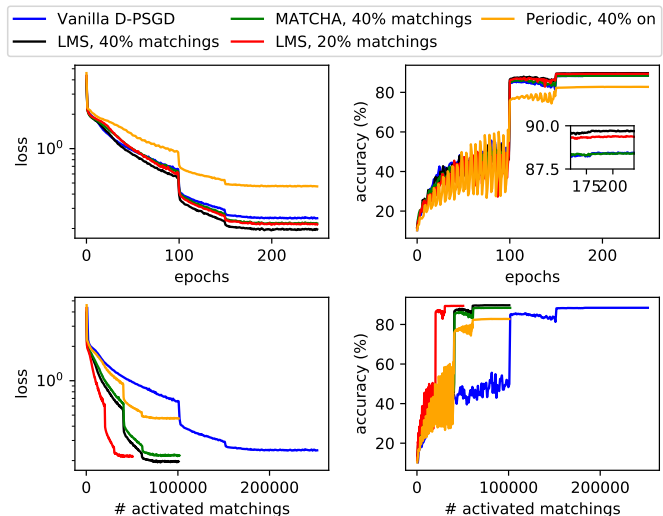 Vanilla D-PSGD
MATCHA, 40% matchings
Periodic, 40% on
LMS, 40% matchings
LMS, 20% matchings
loss
10⁰
0
100
200
epochs
accuracy (%)
80
60
40
20
90.0
87.5
175
200
0
100
200
epochs
loss
10⁰
0
100000
200000
# activated matchings
accuracy (%)
80
60
40
20
0
100000
200000
# activated matchings